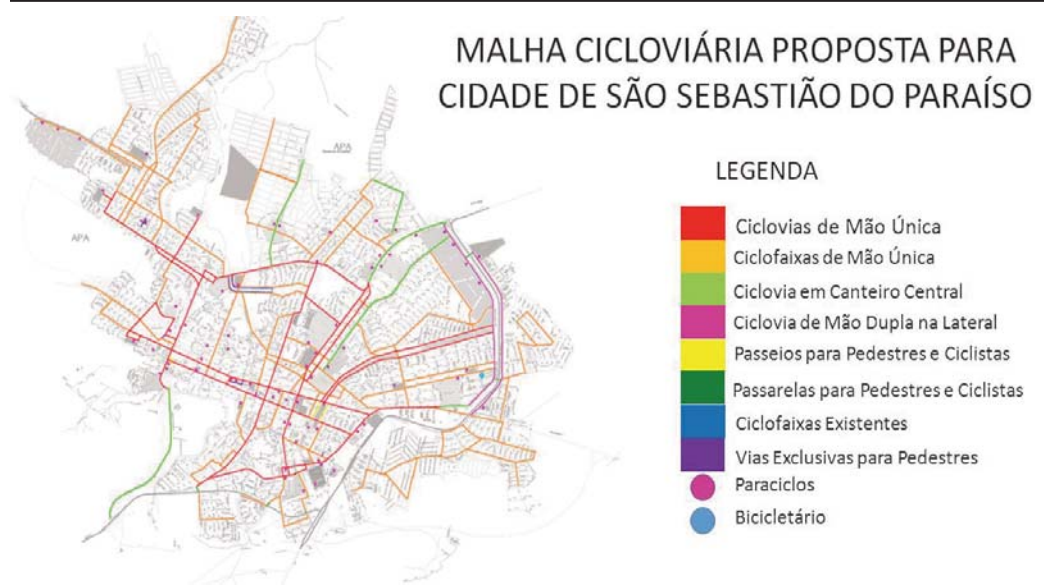 MALHA CICLOVIÁRIA PROPOSTA PARA
CIDADE DE SÃO SEBASTIÃO DO PARAÍSO
LEGENDA
Ciclovias de Mão Única
Ciclofaixas de Mão Única
Ciclovia em Canteiro Central
Ciclovia de Mão Dupla na Lateral
Passeios para Pedestres e Ciclistas
Passarelas para Pedestres e Ciclistas
Ciclofaixas Existentes
Vias Exclusivas para Pedestres
Paraciclos
Bicicletário
APA
APA